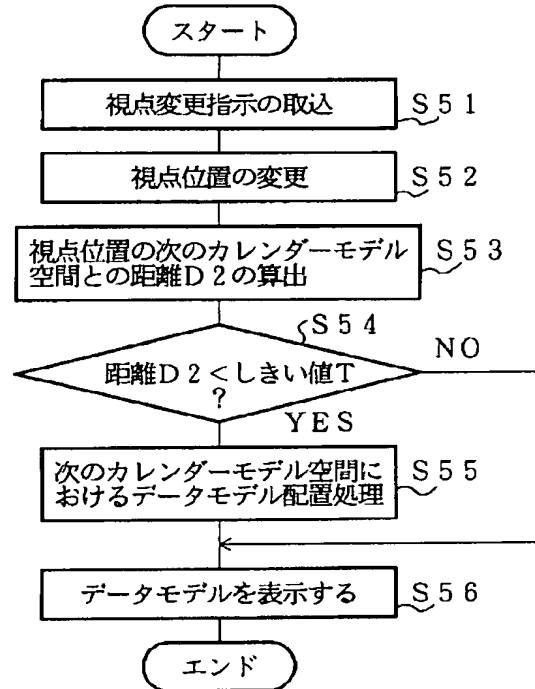 スタート
視点変更指示の取込
S51
視点位置の変更
S52
視点位置の次のカレンダーモデル
空間との距離D2の算出
S53
S54
距離D2<しきい値T
?
NO
YES
次のカレンダーモデル空間に
おけるデータモデル配置処理
S55
データモデルを表示する
S56
エンド